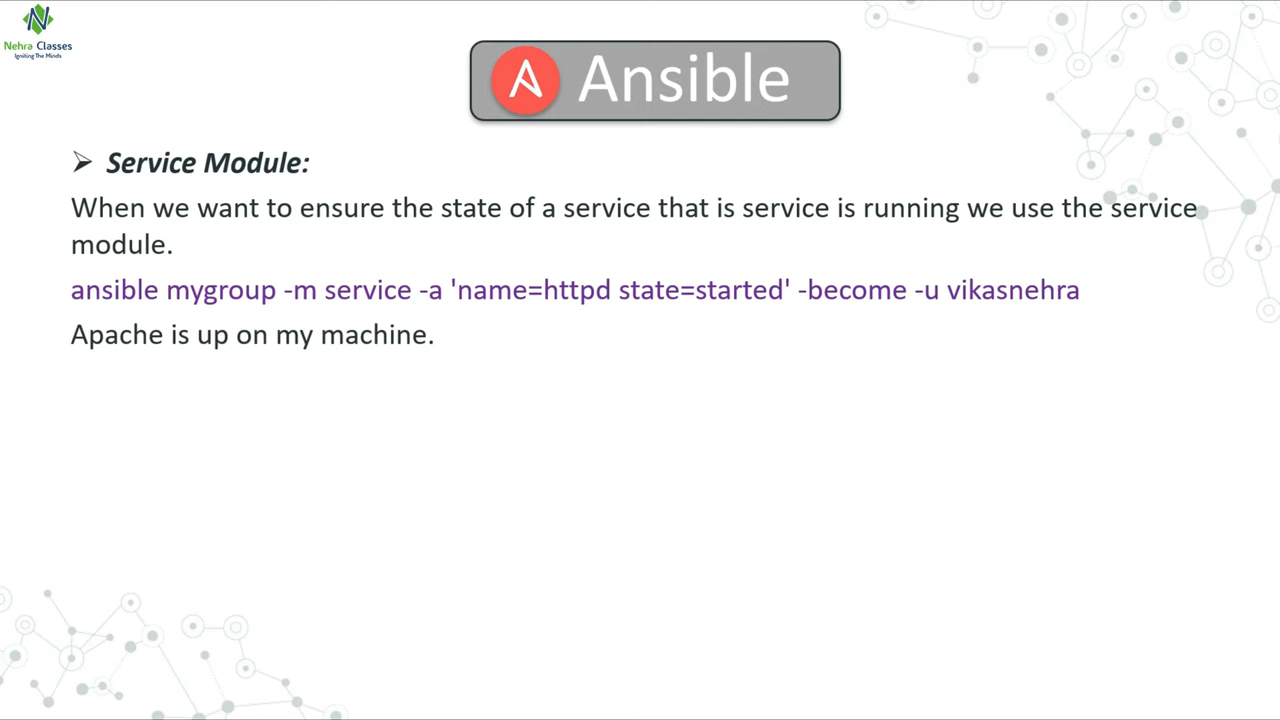 Nehra Classes
Igniting The Minds
Ansible
Service Module:
When we want to ensure the state of a service that is service is running we use the service
module.
ansible mygroup -m service -a 'name=httpd state=started' -become -u vikasnehra
Apache is up on my machine.